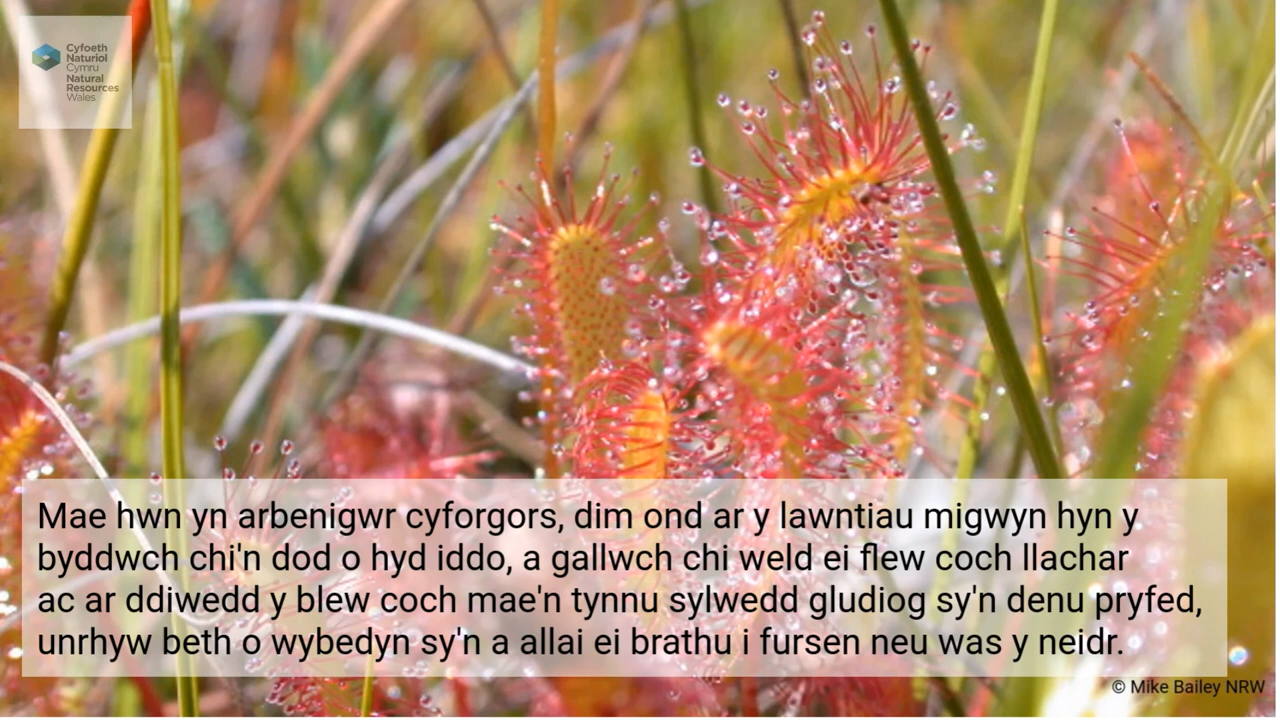 Cyfoeth
Naturiol
Cymru
Natural
Resources
Wales
Mae hwn yn arbenigwr cyforgors, dim ond ar y lawntiau migwyn hyn y
byddwch chi'n dod o hyd iddo, a gallwch chi weld ei flew coch llachar
ac ar ddiwedd y blew coch mae'n tynnu sylwedd gludiog sy'n denu pryfed,
unrhyw beth o wybedyn sy'n a allai ei brathu i fursen neu was y neidr.
© Mike Bailey NRW